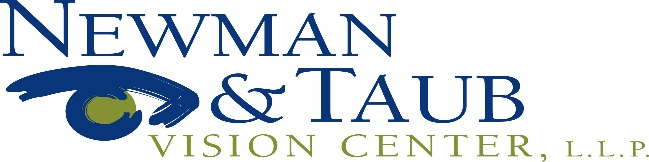 NEWMAN
& TAUB
VISION CENTER, L.L.P.